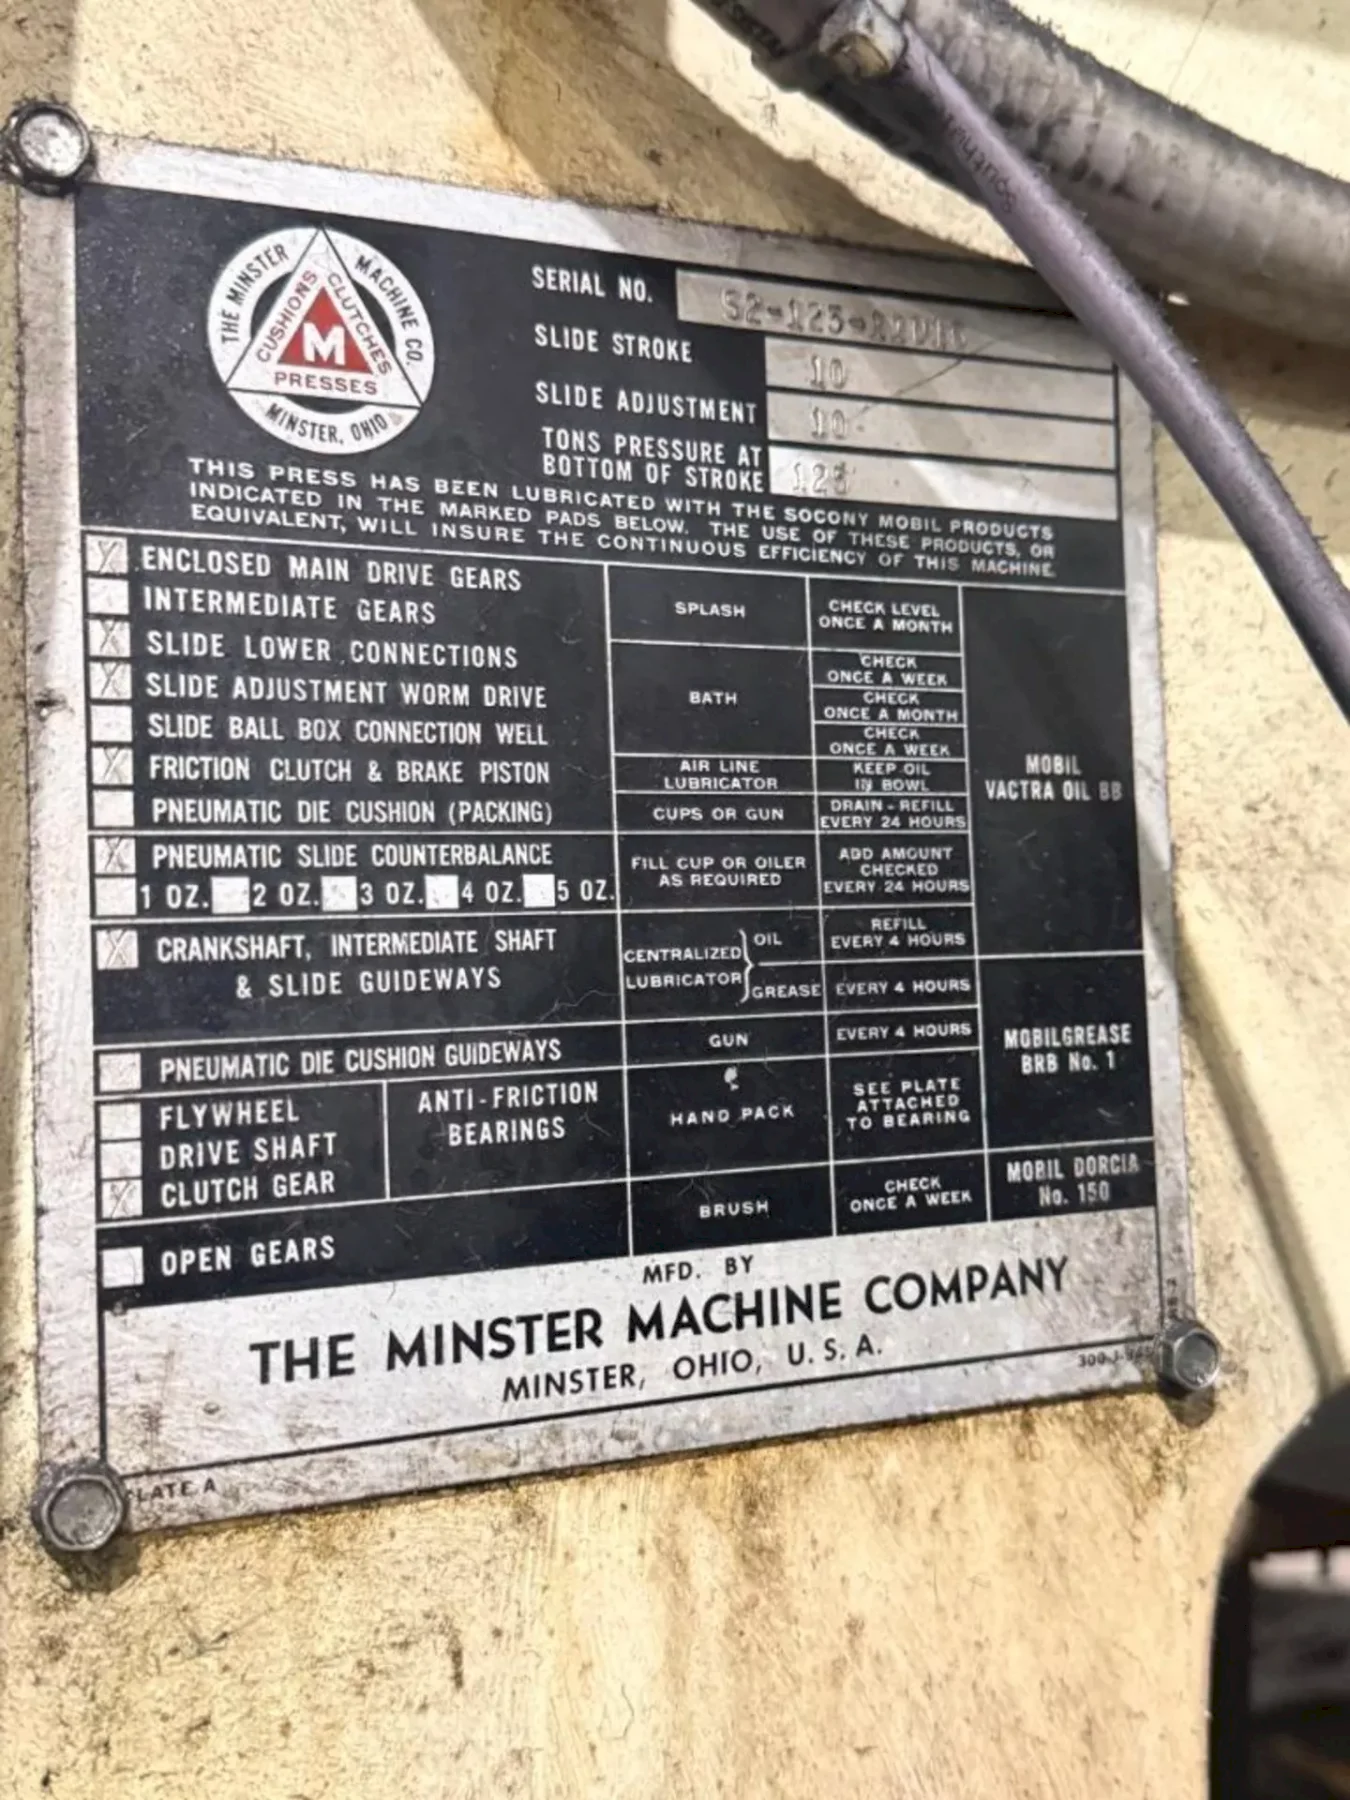 THE MINSTER MACHINE CO.
CUSHIONS CLUTCHES
M
PRESSES
MINSTER, OHIO
SERIAL NO.
SLIDE STROKE 10
SLIDE ADJUSTMENT 10
TONS PRESSURE AT
BOTTOM OF STROKE 125
THIS PRESS HAS BEEN LUBRICATED WITH THE SOCONY MOBIL PRODUCTS
INDICATED IN THE MARKED PADS BELOW. THE USE OF THESE PRODUCTS, OR
EQUIVALENT, WILL INSURE THE CONTINUOUS EFFICIENCY OF THIS MACHINE.
X ENCLOSED MAIN DRIVE GEARS
INTERMEDIATE GEARS
SPLASH
CHECK LEVEL
ONCE A MONTH
X SLIDE LOWER CONNECTIONS
X SLIDE ADJUSTMENT WORM DRIVE
SLIDE BALL BOX CONNECTION WELL
BATH
CHECK
ONCE A WEEK
CHECK
ONCE A MONTH
CHECK
ONCE A WEEK
X FRICTION CLUTCH & BRAKE PISTON
AIR LINE
LUBRICATOR
KEEP OIL
IN BOWL
PNEUMATIC DIE CUSHION (PACKING)
CUPS OR GUN
DRAIN - REFILL
EVERY 24 HOURS
X PNEUMATIC SLIDE COUNTERBALANCE
1 OZ. 2 OZ. 3 OZ. 4 OZ. 5 OZ.
FILL CUP OR OILER
AS REQUIRED
ADD AMOUNT
CHECKED
EVERY 24 HOURS
MOBIL
VACTRA OIL BB
X CRANKSHAFT, INTERMEDIATE SHAFT
& SLIDE GUIDEWAYS
CENTRALIZED
LUBRICATOR
OIL
REFILL
EVERY 4 HOURS
GREASE
EVERY 4 HOURS
PNEUMATIC DIE CUSHION GUIDEWAYS
GUN
EVERY 4 HOURS
MOBILGREASE
BRB No. 1
FLYWHEEL
DRIVE SHAFT
X CLUTCH GEAR
ANTI-FRICTION
BEARINGS
HAND PACK
SEE PLATE
ATTACHED
TO BEARING
OPEN GEARS
BRUSH
CHECK
ONCE A WEEK
MOBIL DORCIA
No. 150
MFD. BY
THE MINSTER MACHINE COMPANY
MINSTER, OHIO, U.S.A.